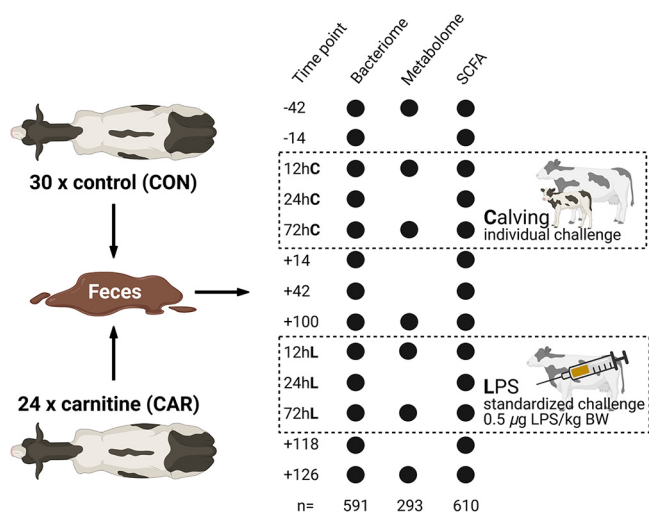 Time point Bacteriome Metabolome SCFA
-42
-14
12hC
24hC
72hC
+14
+42
+100
12hL
24hL
72hL
+118
+126
n= 591 293 610
30 x control (CON)
Feces
24 x carnitine (CAR)
Calving
individual challenge
LPS
standardized challenge
0.5 µg LPS/kg BW